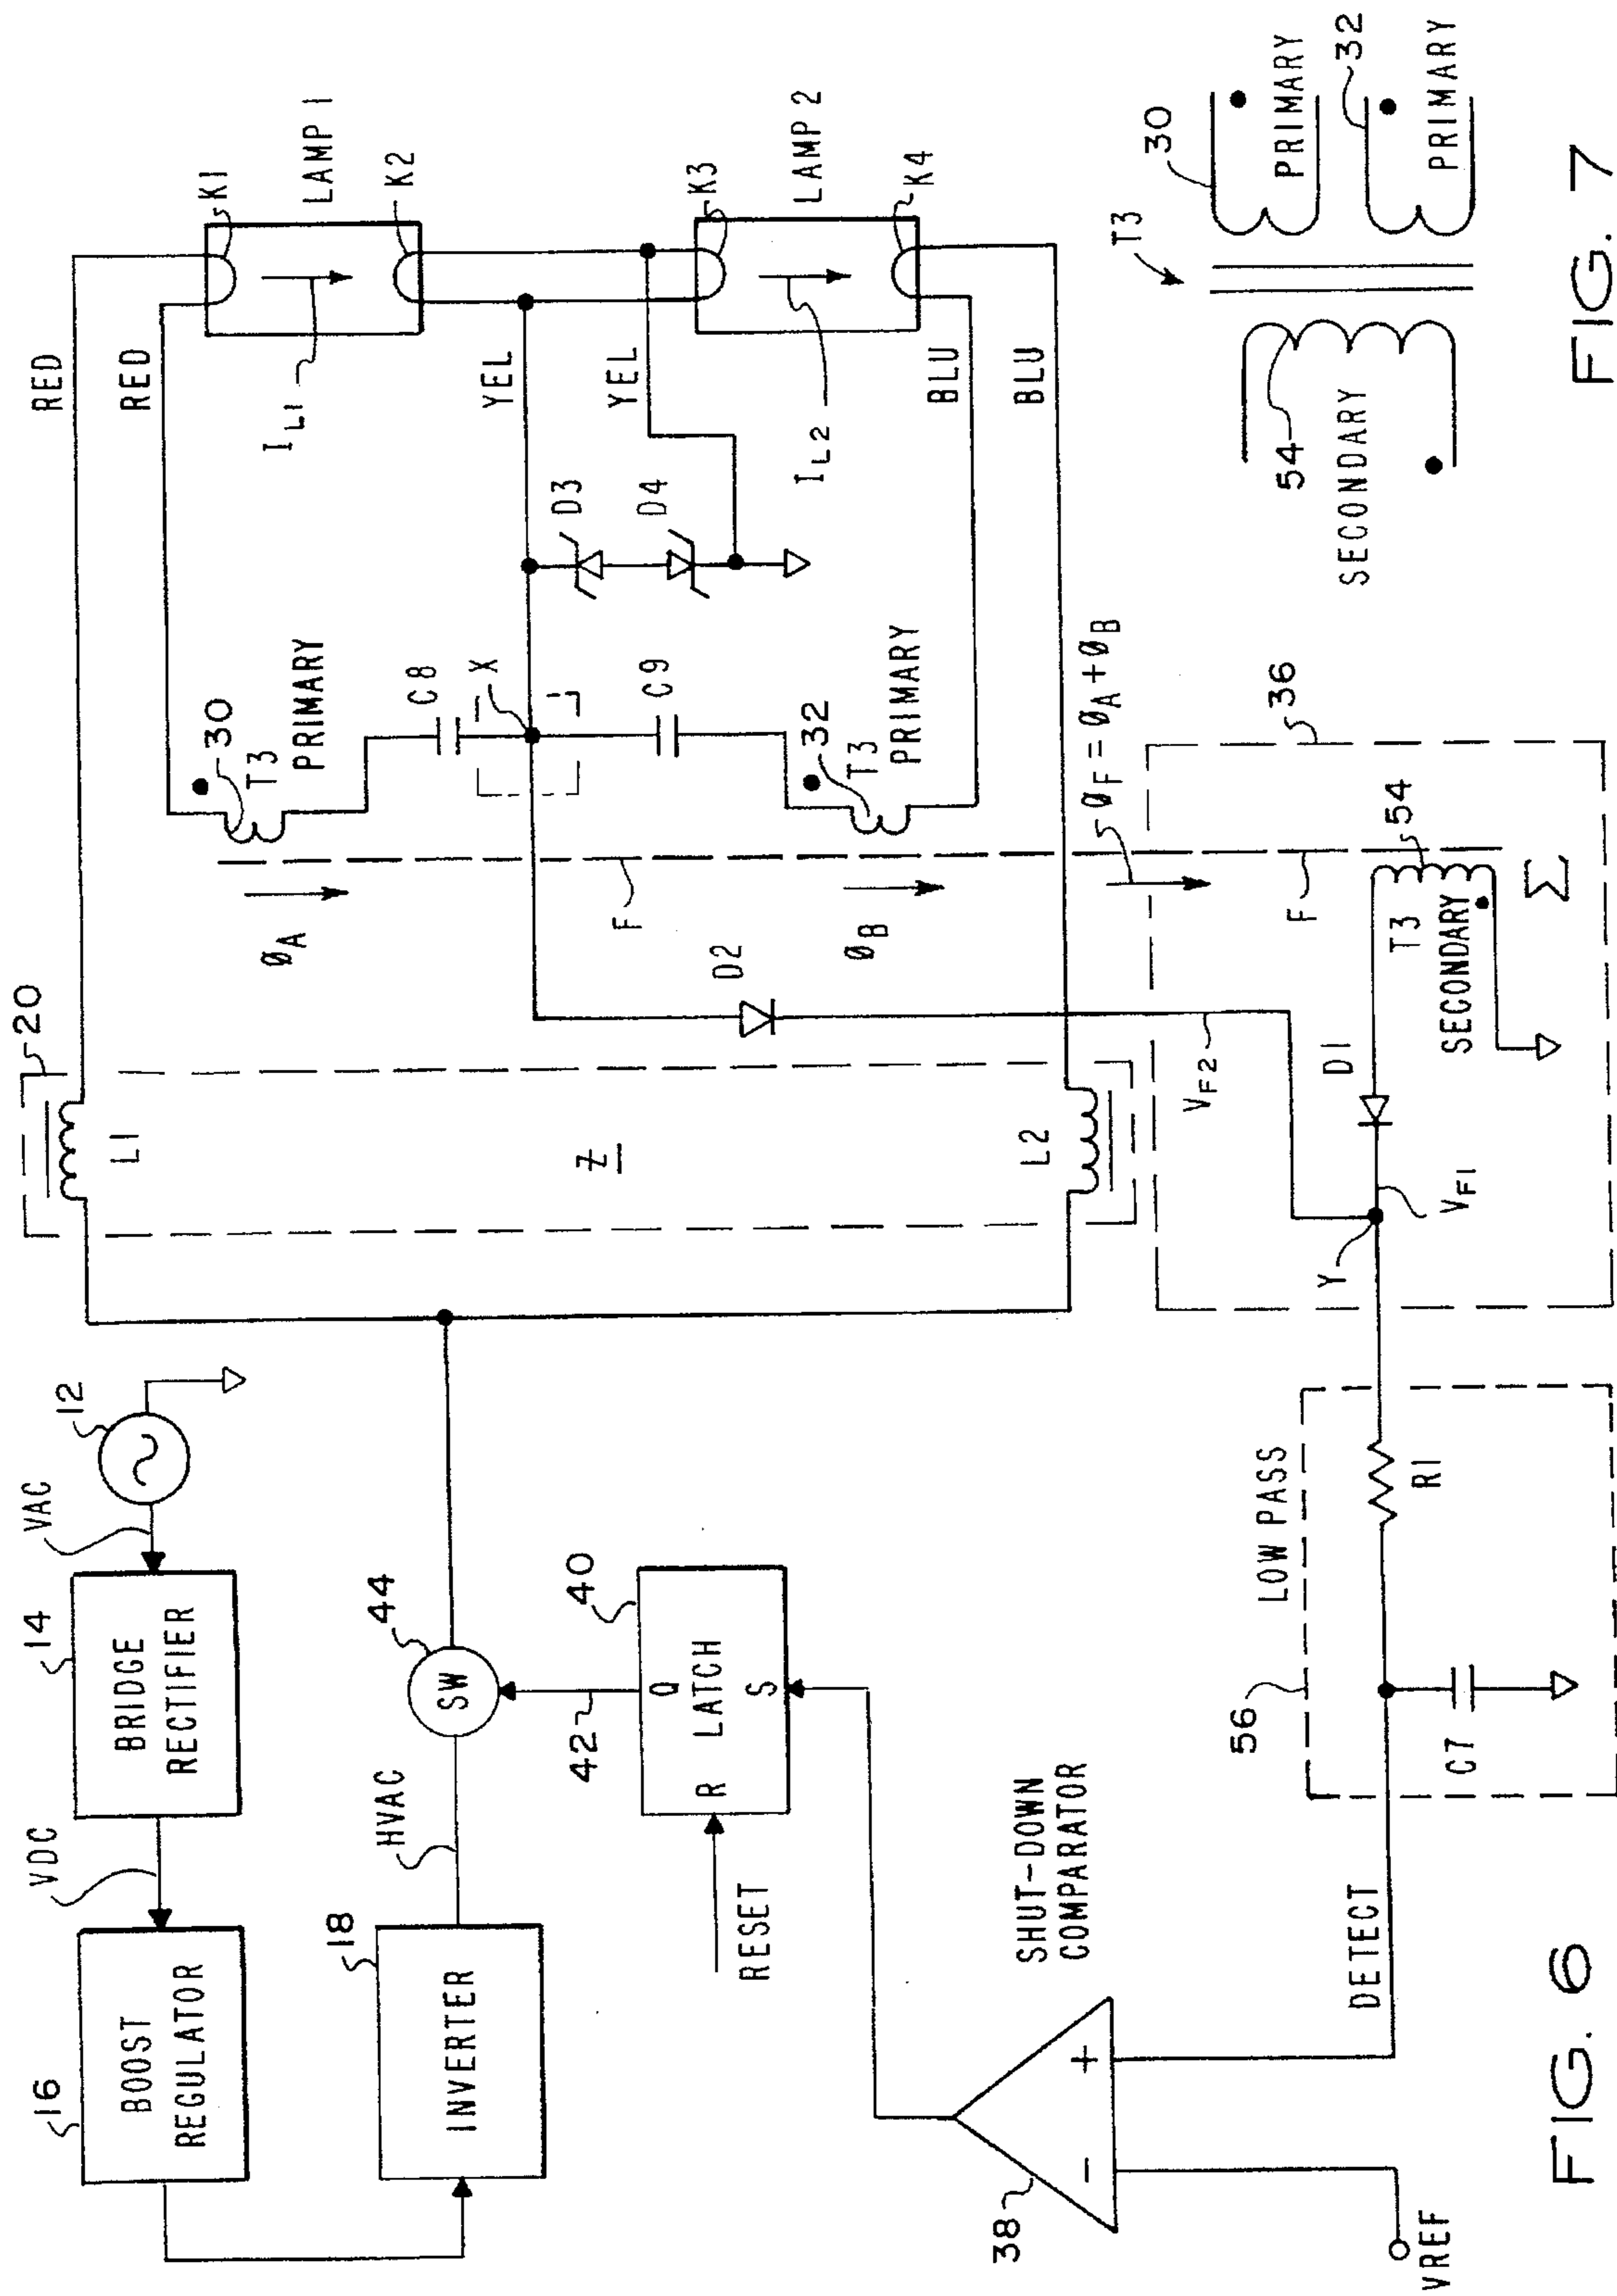 16
BOOST
REGULATOR
VDC
14
BRIDGE
RECTIFIER
VAC
12
20
L1
Z
L2
RED
RED
K1
LAMP 1
K2
I L1
YEL
YEL
K3
LAMP 2
K4
I L2
BLU
BLU
18
INVERTER
HVAC
44
SW
42
40
Q
R LATCH
S
RESET
30
T3
PRIMARY
C8
X
C9
D3
D4
32
T3
PRIMARY
ØA
F
ØB
D2
ØF = ØA + ØB
VF2
36
SHUT-DOWN
COMPARATOR
38
- +
VREF
DETECT
56
LOW PASS
C7
R1
Y
VF1
D1
T3
SECONDARY
54
F
Σ
FIG. 6
T3
30
PRIMARY
32
PRIMARY
54
SECONDARY
FIG. 7